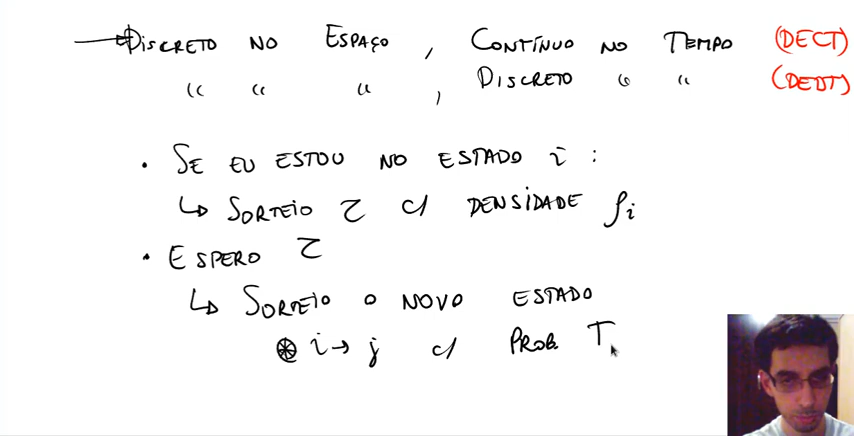 → DISCRETO NO ESPAÇO, CONTÍNUO NO TEMPO (DECT)
“ “ “, DISCRETO “ “ (DEDT)
• SE EU ESTOU NO ESTADO i:
↳ SORTEIO τ c/ DENSIDADE ρi
• ESPERO τ
↳ SORTEIO O NOVO ESTADO
i → j c/ PROB. T